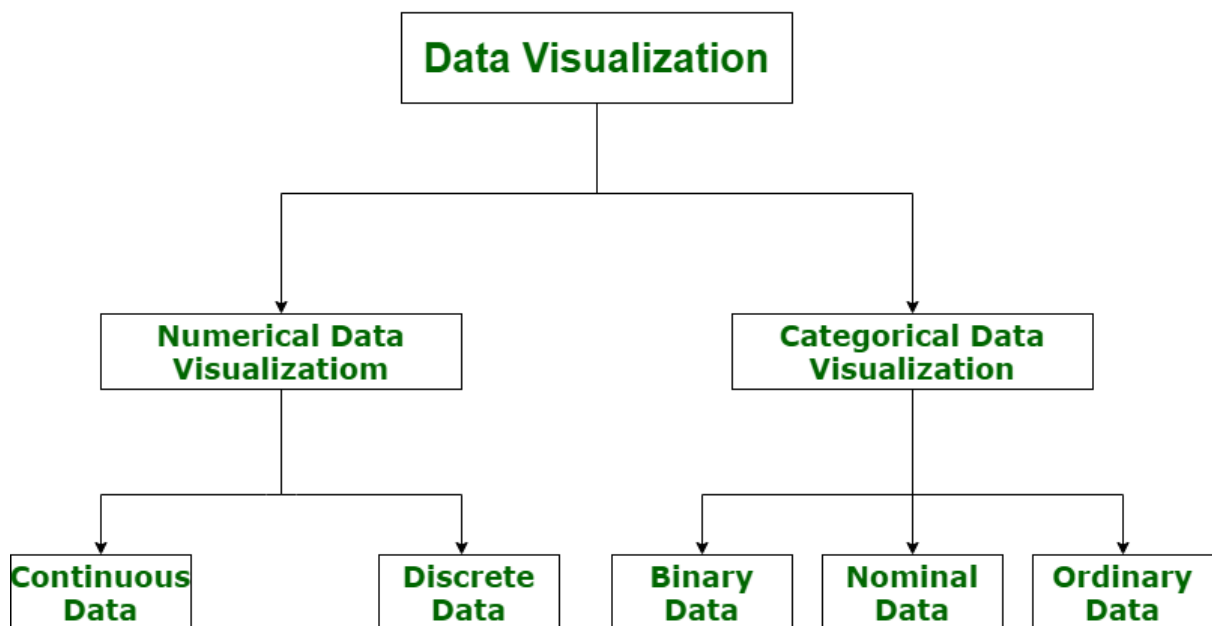 Data Visualization
Numerical Data
Visualizatiom
Categorical Data
Visualization
Continuous
Data
Discrete
Data
Binary
Data
Nominal
Data
Ordinary
Data